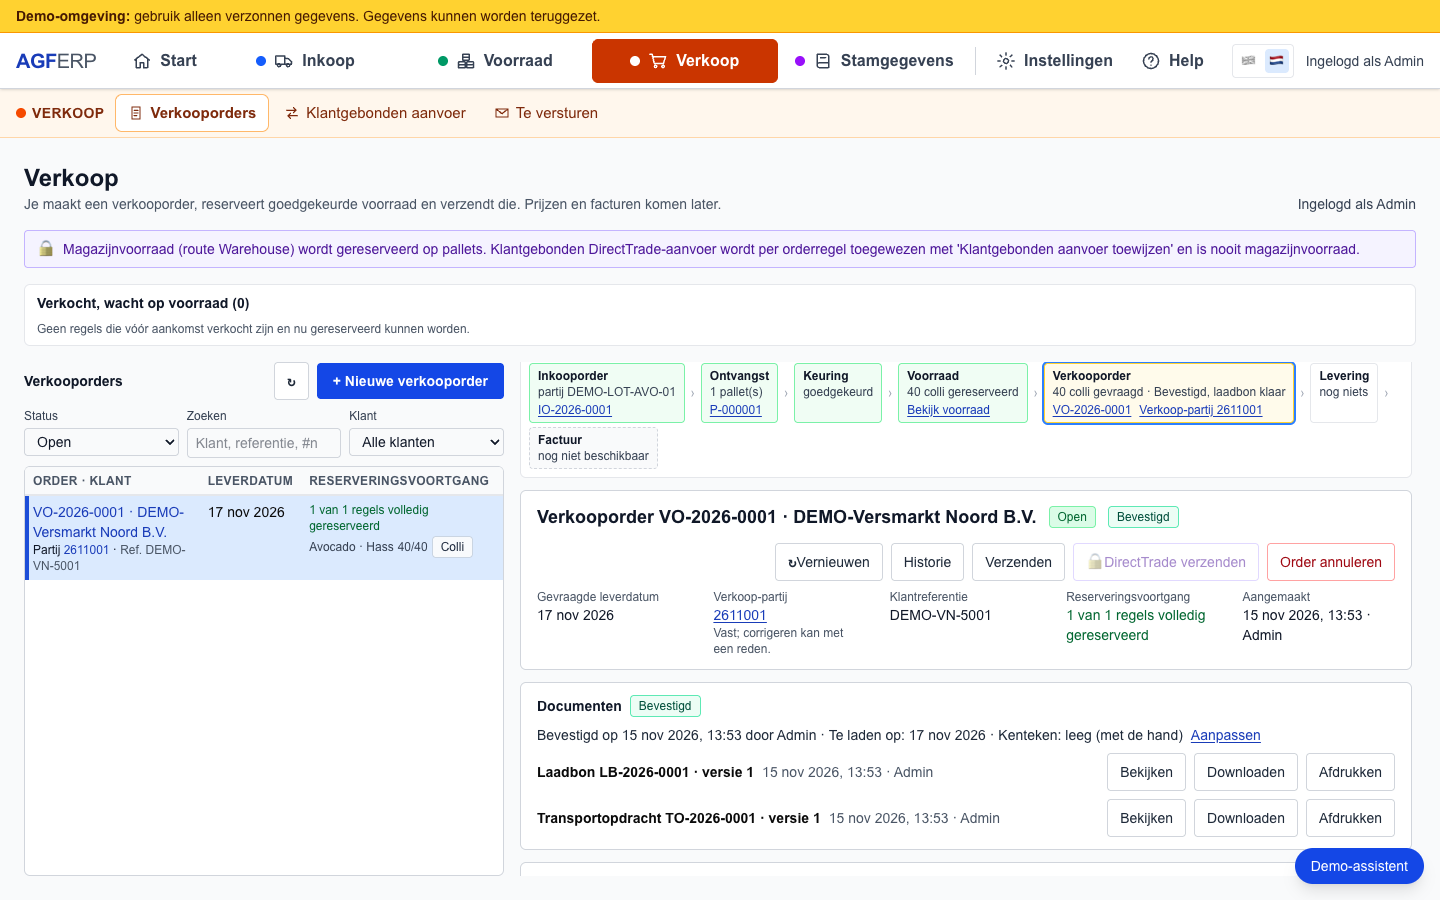 Demo-omgeving: gebruik alleen verzonnen gegevens. Gegevens kunnen worden teruggezet.
AGFERP
Start
Inkoop
Voorraad
Verkoop
Stamgegevens
Instellingen
Help
Ingelogd als Admin
VERKOOP
Verkooporders
Klantgebonden aanvoer
Te versturen
Verkoop
Je maakt een verkooporder, reserveert goedgekeurde voorraad en verzendt die. Prijzen en facturen komen later.
Ingelogd als Admin
Magazijnvoorraad (route Warehouse) wordt gereserveerd op pallets. Klantgebonden DirectTrade-aanvoer wordt per orderregel toegewezen met 'Klantgebonden aanvoer toewijzen' en is nooit magazijnvoorraad.
Verkocht, wacht op voorraad (0)
Geen regels die vóór aankomst verkocht zijn en nu gereserveerd kunnen worden.
Verkooporders
+ Nieuwe verkooporder
Status
Zoeken
Klant
Open
Klant, referentie, #n
Alle klanten
ORDER · KLANT
LEVERDATUM
RESERVERINGSVOORTGANG
VO-2026-0001 · DEMO-
Versmarkt Noord B.V.
Partij 2611001 · Ref. DEMO-
VN-5001
17 nov 2026
1 van 1 regels volledig
gereserveerd
Avocado · Hass 40/40 Colli
Inkooporder
partij DEMO-LOT-AVO-01
IO-2026-0001
›
Ontvangst
1 pallet(s)
P-000001
›
Keuring
goedgekeurd
›
Voorraad
40 colli gereserveerd
Bekijk voorraad
›
Verkooporder
40 colli gevraagd · Bevestigd, laadbon klaar
VO-2026-0001 Verkoop-partij 2611001
›
Levering
nog niets
›
Factuur
nog niet beschikbaar
Verkooporder VO-2026-0001 · DEMO-Versmarkt Noord B.V.
Open
Bevestigd
↻Vernieuwen
Historie
Verzenden
DirectTrade verzenden
Order annuleren
Gevraagde leverdatum
17 nov 2026
Verkoop-partij
2611001
Vast; corrigeren kan met
een reden.
Klantreferentie
DEMO-VN-5001
Reserveringsvoortgang
1 van 1 regels volledig
gereserveerd
Aangemaakt
15 nov 2026, 13:53 ·
Admin
Documenten
Bevestigd
Bevestigd op 15 nov 2026, 13:53 door Admin · Te laden op: 17 nov 2026 · Kenteken: leeg (met de hand) Aanpassen
Laadbon LB-2026-0001 · versie 1 15 nov 2026, 13:53 · Admin
Bekijken
Downloaden
Afdrukken
Transportopdracht TO-2026-0001 · versie 1 15 nov 2026, 13:53 · Admin
Bekijken
Downloaden
Afdrukken
Demo-assistent